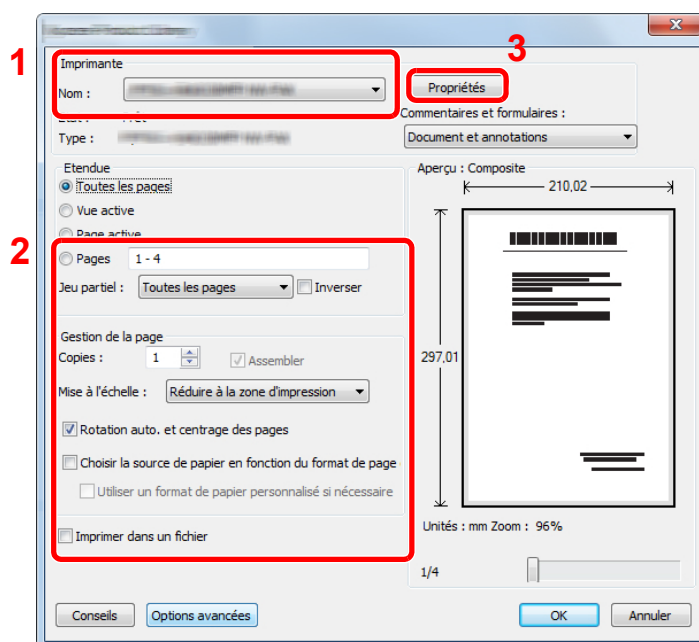 1
3
Imprimante
Nom :
Propriétés
Commentaires et formulaires :
Type :
Document et annotations
Etendue
Toutes les pages
Vue active
Page active
2
Pages 1 - 4
Jeu partiel : Toutes les pages Inverser
Gestion de la page
Copies : 1 Assembler
Mise à l'échelle : Réduire à la zone d'impression
Rotation auto. et centrage des pages
Choisir la source de papier en fonction du format de page
Utiliser un format de papier personnalisé si nécessaire
Imprimer dans un fichier
Aperçu : Composite
210,02
297,01
Unités : mm Zoom : 96%
1/4
Conseils Options avancées OK Annuler